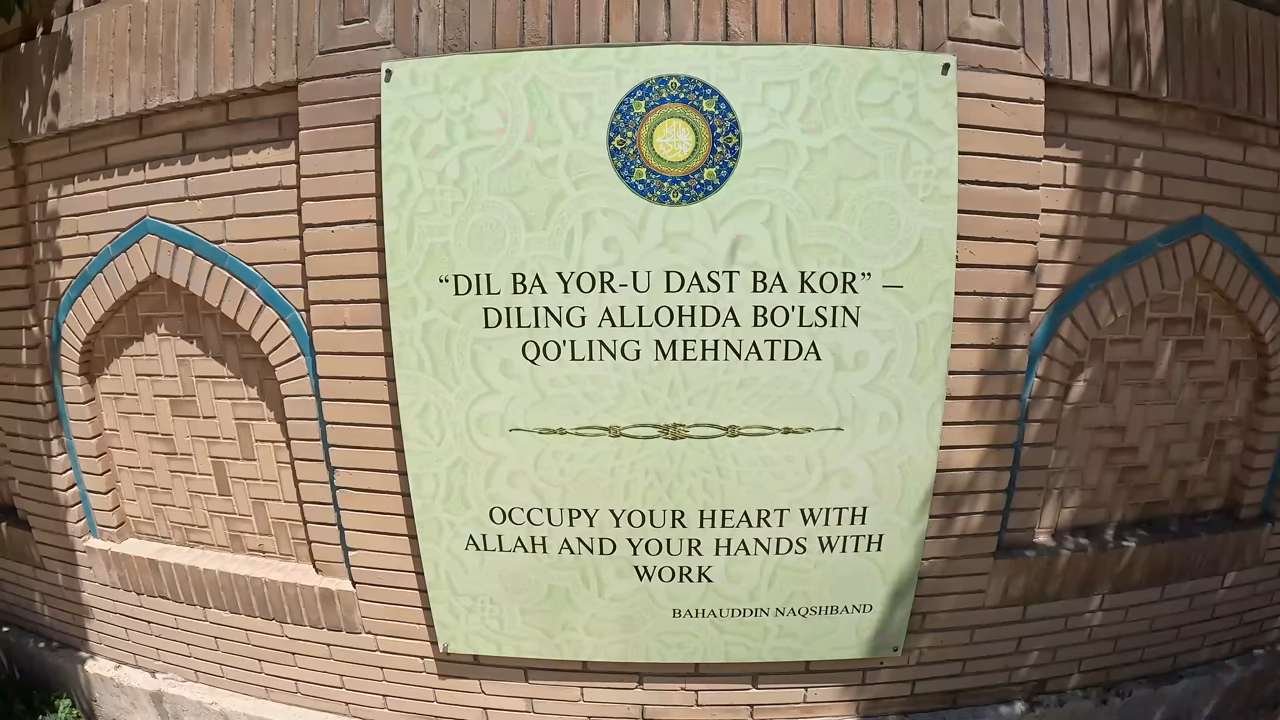 “DIL BA YOR-U DAST BA KOR” –
DILING ALLOHDA BO'LSIN
QO'LING MEHNATDA
OCCUPY YOUR HEART WITH
ALLAH AND YOUR HANDS WITH
WORK
BAHAUDDIN NAQSHBAND